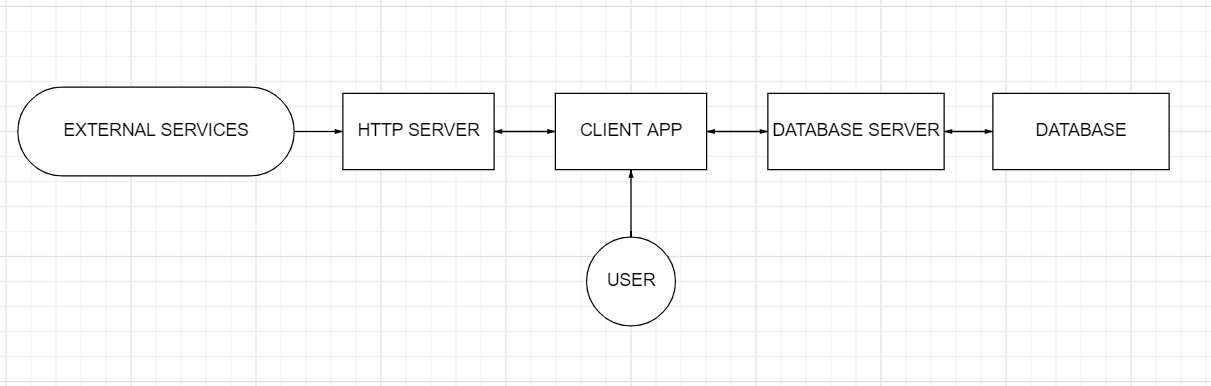 EXTERNAL SERVICES
HTTP SERVER
CLIENT APP
DATABASE SERVER
DATABASE
USER